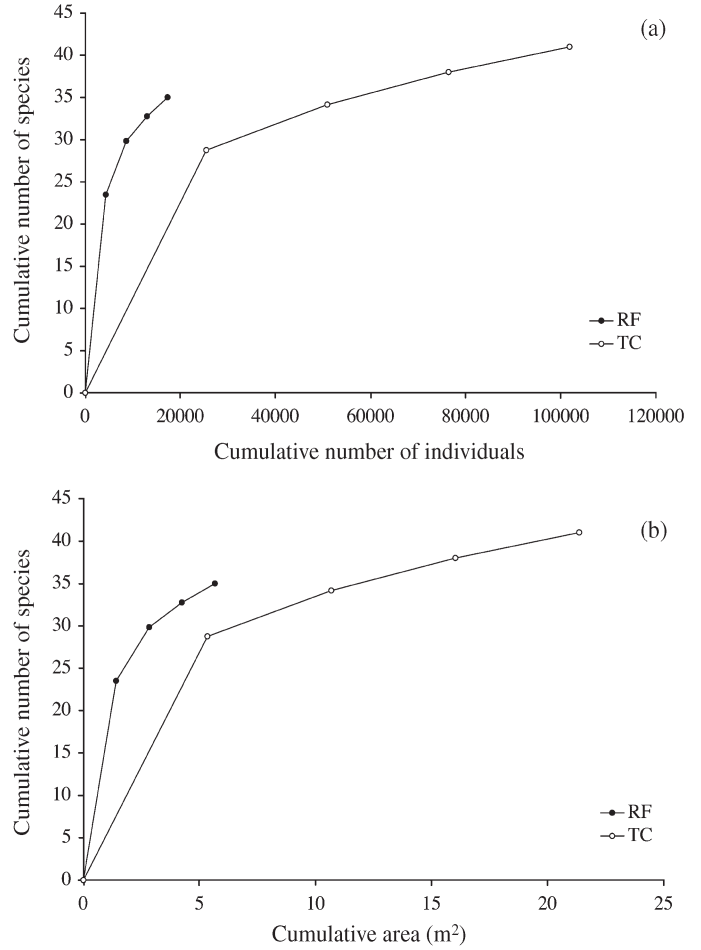 45
(a)
40
35
30
25
20
15
10
5
0
Cumulative number of species
RF
TC
0 20000 40000 60000 80000 100000 120000
Cumulative number of individuals
45
(b)
40
35
30
25
20
15
10
5
0
Cumulative number of species
RF
TC
0 5 10 15 20 25
Cumulative area (m²)